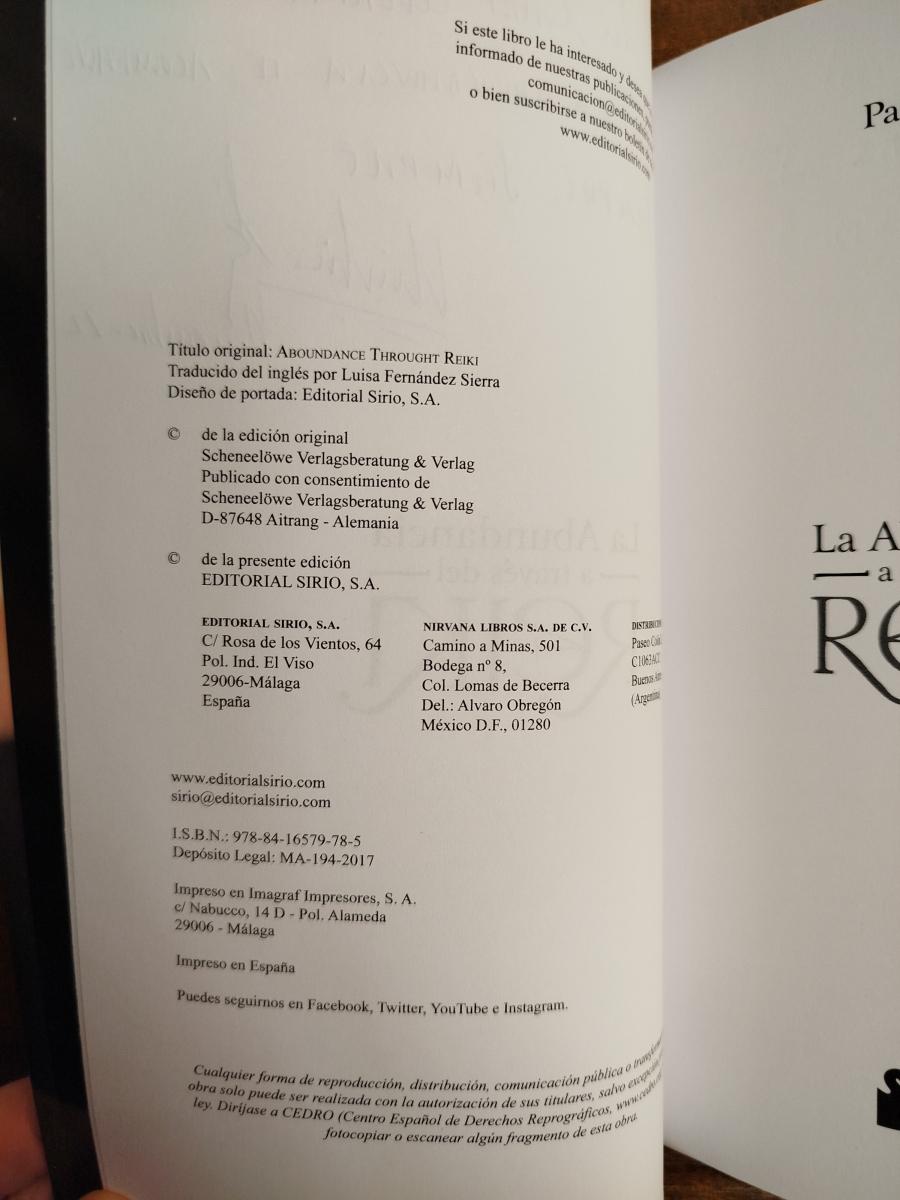 Si este libro le ha interesado y desea que
informado de nuestras publicaciones,
comunicacion@editorialsirio
o bien suscribirse a nuestro boletín de
www.editorialsirio.com
Título original: ABOUNDANCE THROUGHT REIKI
Traducido del inglés por Luisa Fernández Sierra
Diseño de portada: Editorial Sirio, S.A.
© de la edición original
Scheneelöwe Verlagsberatung & Verlag
Publicado con consentimiento de
Scheneelöwe Verlagsberatung & Verlag
D-87648 Aitrang - Alemania
© de la presente edición
EDITORIAL SIRIO, S.A.
EDITORIAL SIRIO, S.A.
C/ Rosa de los Vientos, 64
Pol. Ind. El Viso
29006-Málaga
España
NIRVANA LIBROS S.A. DE C.V.
Camino a Minas, 501
Bodega nº 8,
Col. Lomas de Becerra
Del.: Alvaro Obregón
México D.F., 01280
Paseo
Buenos
(Argentina
www.editorialsirio.com
sirio@editorialsirio.com
I.S.B.N.: 978-84-16579-78-5
Depósito Legal: MA-194-2017
Impreso en Imagraf Impresores, S. A.
c/ Nabucco, 14 D - Pol. Alameda
29006 - Málaga
Impreso en España
Puedes seguirnos en Facebook, Twitter, YouTube e Instagram.
Cualquier forma de reproducción, distribución, comunicación pública o
obra solo puede ser realizada con la autorización de sus titulares, salvo
ley. Diríjase a CEDRO (Centro Español de Derechos Reprográficos,
fotocopiar o escanear algún fragmento de esta obra.
Pa
La A
a
Re
S